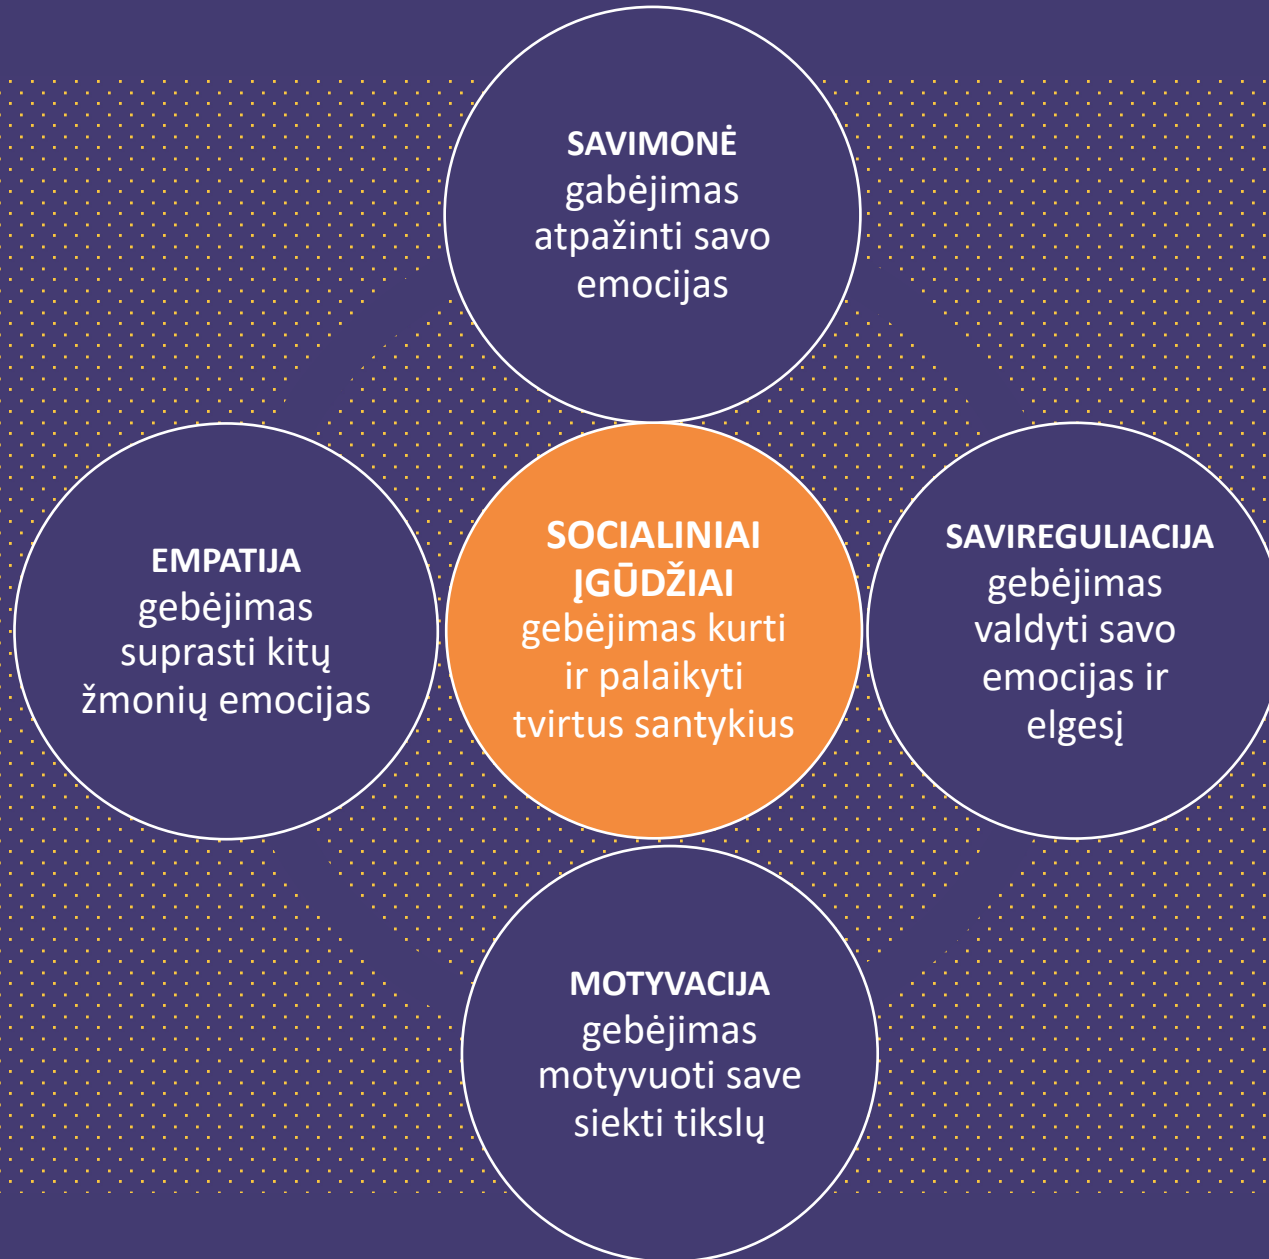 SAVIMONĖ
gabėjimas
atpažinti savo
emocijas
EMPATIJA
gebėjimas
suprasti kitų
žmonių emocijas
SOCIALINIAI
ĮGŪDŽIAI
gebėjimas kurti
ir palaikyti
tvirtus santykius
SAVIREGULIACIJA
gebėjimas
valdyti savo
emocijas ir
elgesį
MOTYVACIJA
gebėjimas
motyvuoti save
siekti tikslų